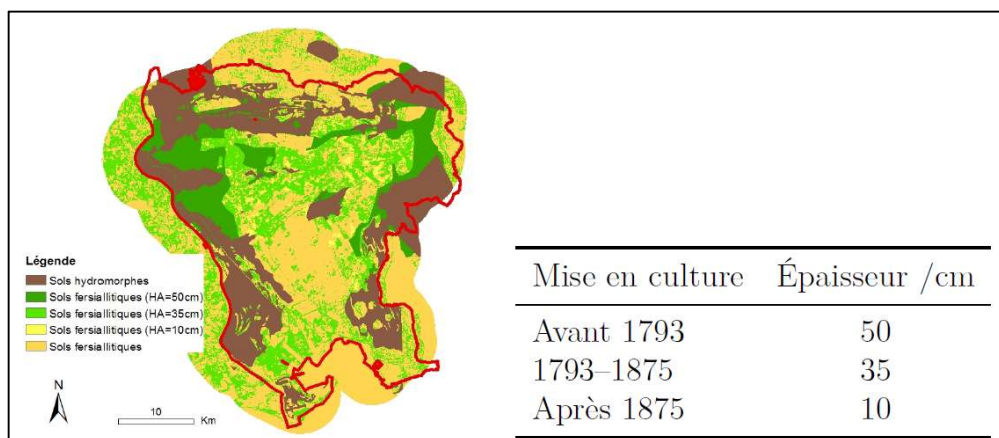 Légende
Sols hydromorphes
Sols fersiallitiques (HA=50cm)
Sols fersiallitiques (HA=35cm)
Sols fersiallitiques (HA=10cm)
Sols fersiallitiques
N
10
Km
Mise en culture Épaisseur /cm
Avant 1793 50
1793–1875 35
Après 1875 10